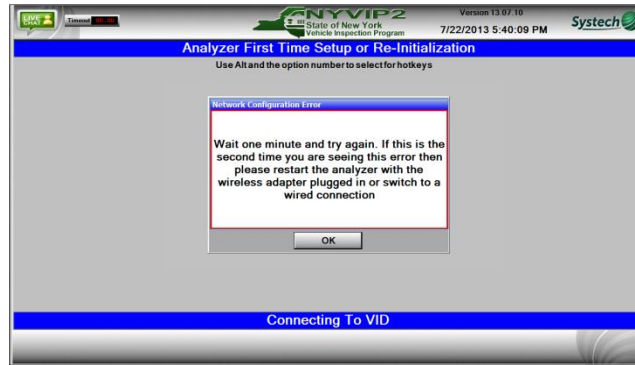 LIVE CHAT
Timeout
NYVIP2
State of New York
Vehicle Inspection Program
Version 13.07.10
7/22/2013 5:40:09 PM
Systech
Analyzer First Time Setup or Re-Initialization
Use Alt and the option number to select for hotkeys
Network Configuration Error
Wait one minute and try again. If this is the
second time you are seeing this error then
please restart the analyzer with the
wireless adapter plugged in or switch to a
wired connection
OK
Connecting To VID